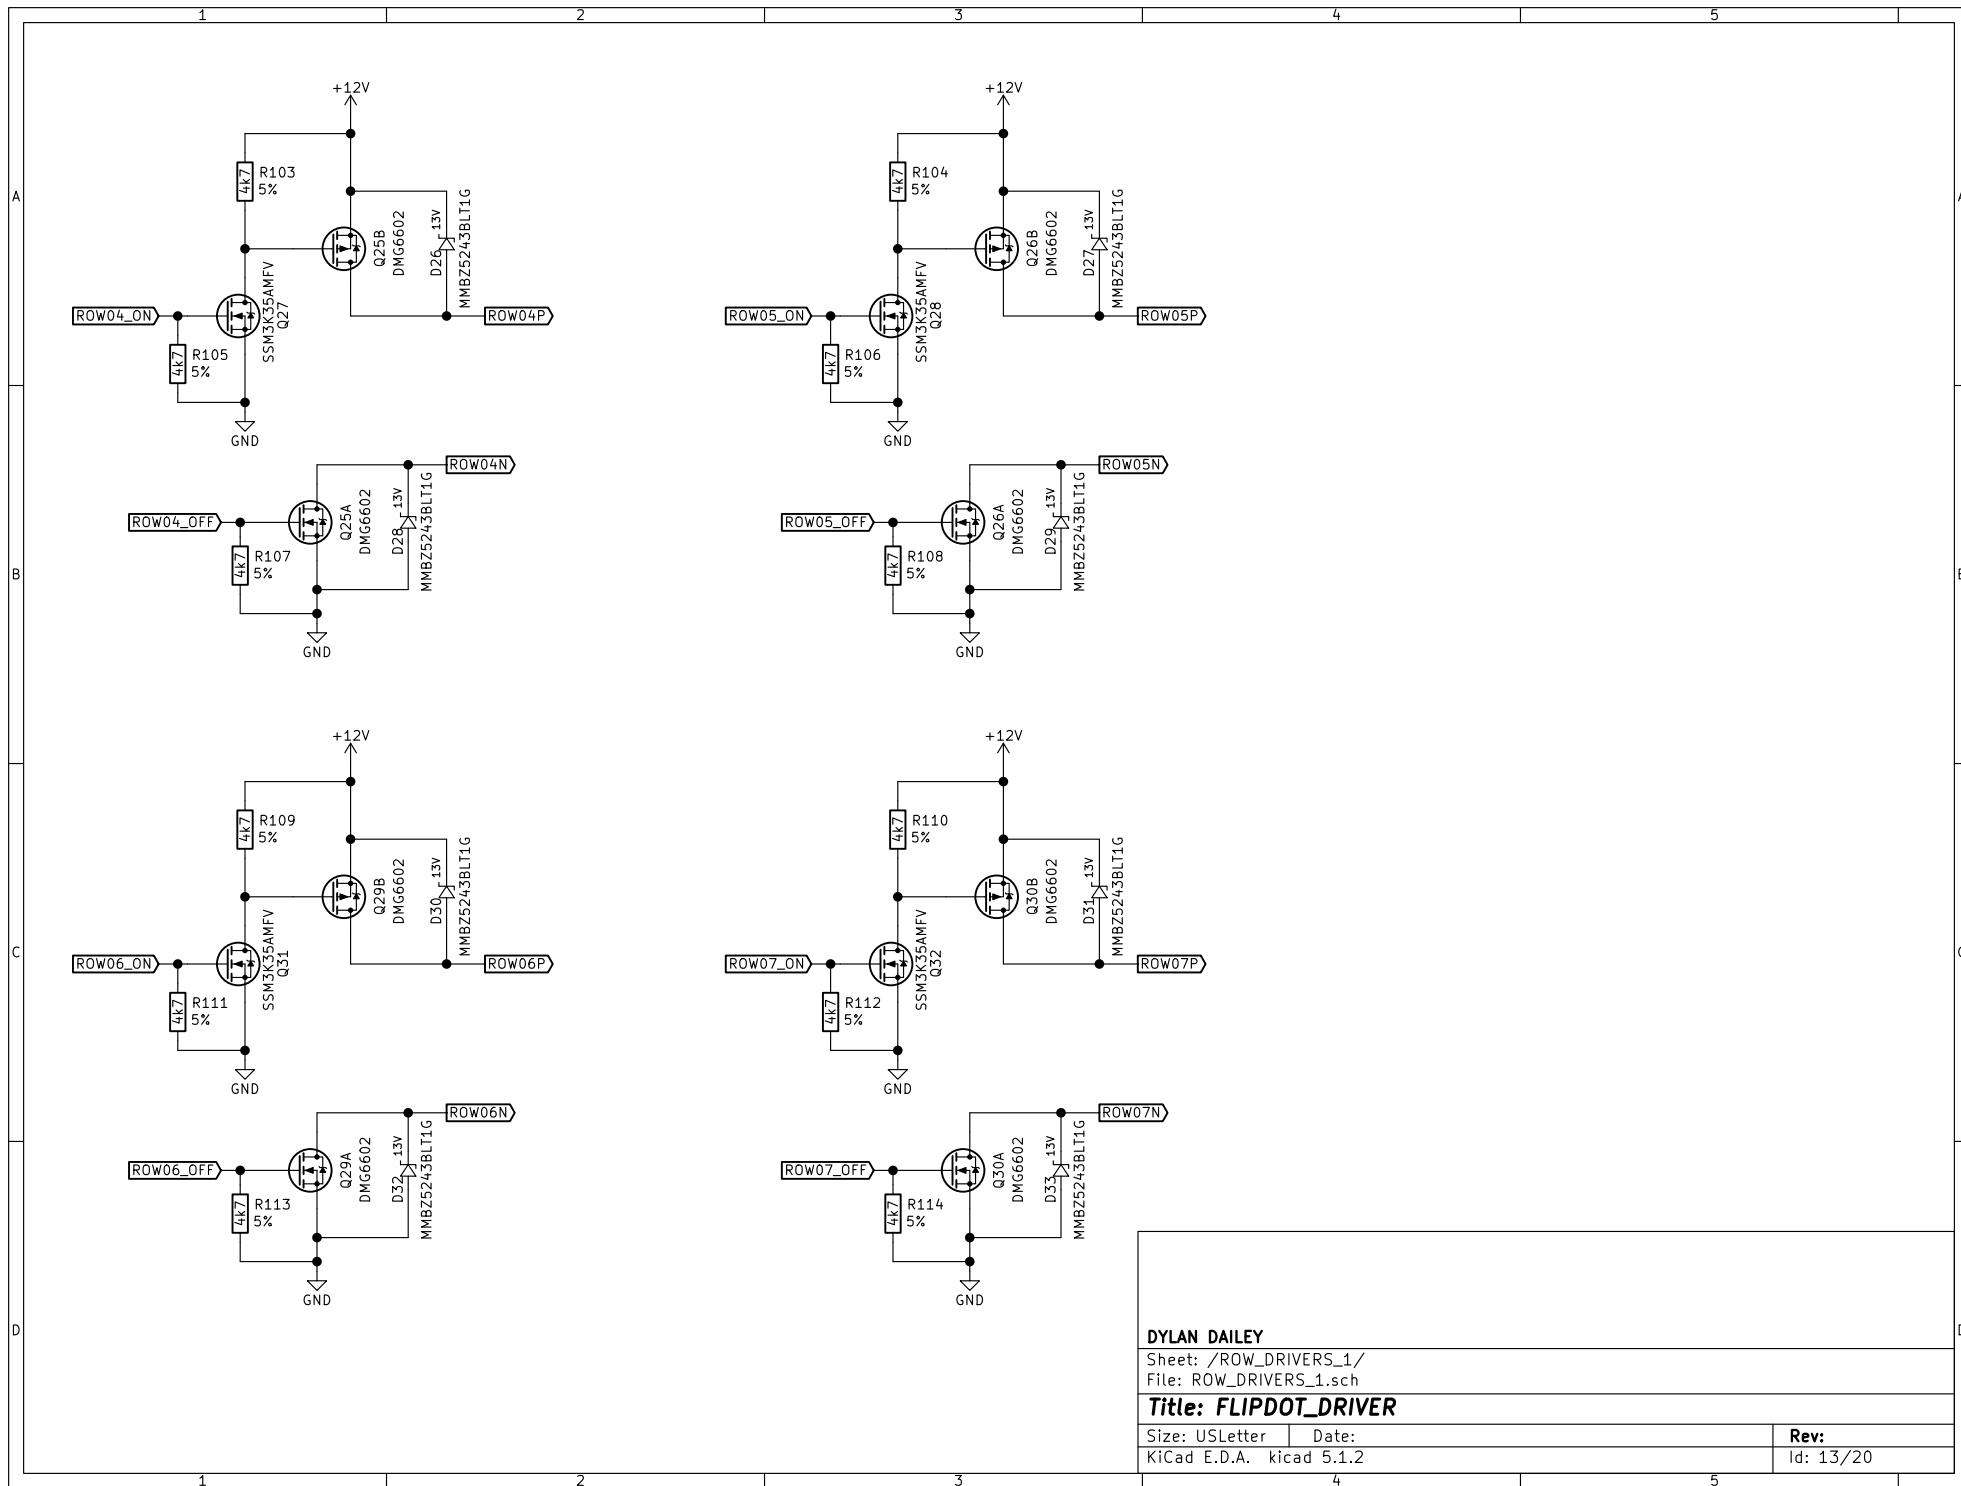 1 2 3 4 5
A
B
C
D
+12V
R103
4k7
5%
Q25B
DMG6602
13V
D26
MMBZ5243BLT1G
SSM3K35AMFV
Q27
ROW04_ON
ROW04P
R105
4k7
5%
GND
+12V
R104
4k7
5%
Q26B
DMG6602
13V
D27
MMBZ5243BLT1G
SSM3K35AMFV
Q28
ROW05_ON
ROW05P
R106
4k7
5%
GND
ROW04N
ROW04_OFF
Q25A
DMG6602
13V
D28
MMBZ5243BLT1G
R107
4k7
5%
GND
ROW05N
ROW05_OFF
Q26A
DMG6602
13V
D29
MMBZ5243BLT1G
R108
4k7
5%
GND
+12V
R109
4k7
5%
Q29B
DMG6602
13V
D30
MMBZ5243BLT1G
SSM3K35AMFV
Q31
ROW06_ON
ROW06P
R111
4k7
5%
GND
+12V
R110
4k7
5%
Q30B
DMG6602
13V
D31
MMBZ5243BLT1G
SSM3K35AMFV
Q32
ROW07_ON
ROW07P
R112
4k7
5%
GND
ROW06N
ROW06_OFF
Q29A
DMG6602
13V
D32
MMBZ5243BLT1G
R113
4k7
5%
GND
ROW07N
ROW07_OFF
Q30A
DMG6602
13V
D33
MMBZ5243BLT1G
R114
4k7
5%
GND
DYLAN DAILEY
Sheet: /ROW_DRIVERS_1/
File: ROW_DRIVERS_1.sch
Title: FLIPDOT_DRIVER
Size: USLetter Date: Rev:
KiCad E.D.A. kicad 5.1.2 Id: 13/20
1 2 3 4 5